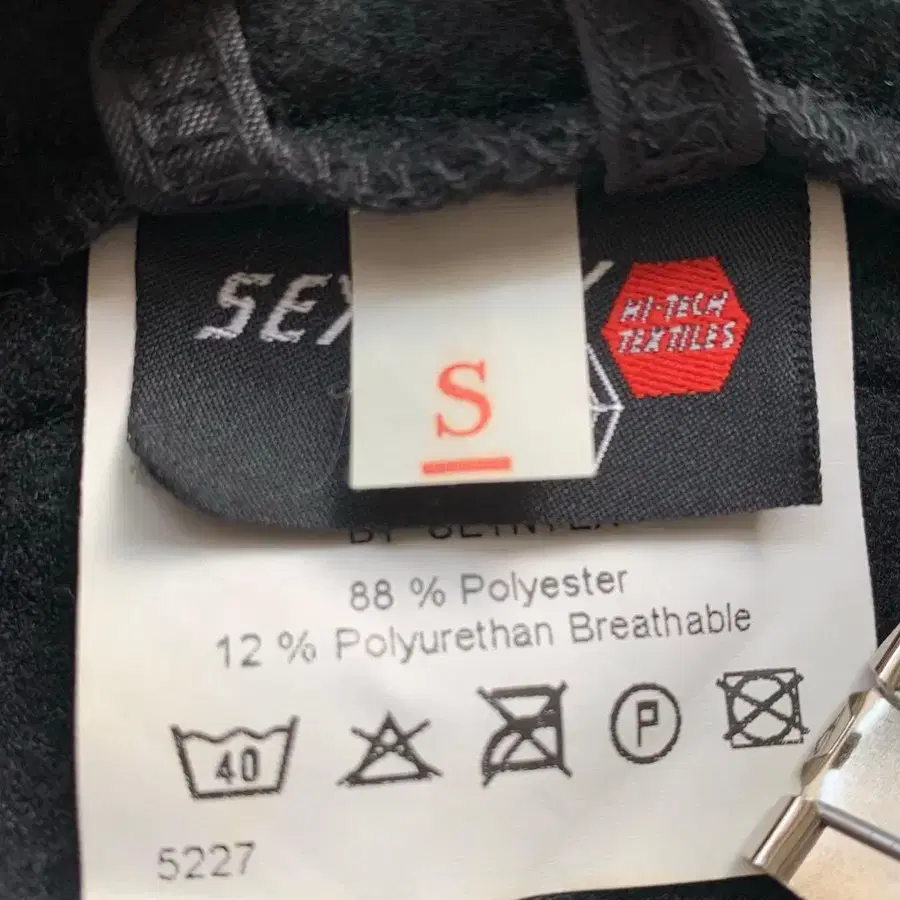 HI-TECH
TEXTILES
S
88 % Polyester
12 % Polyurethan Breathable
40
P
5227